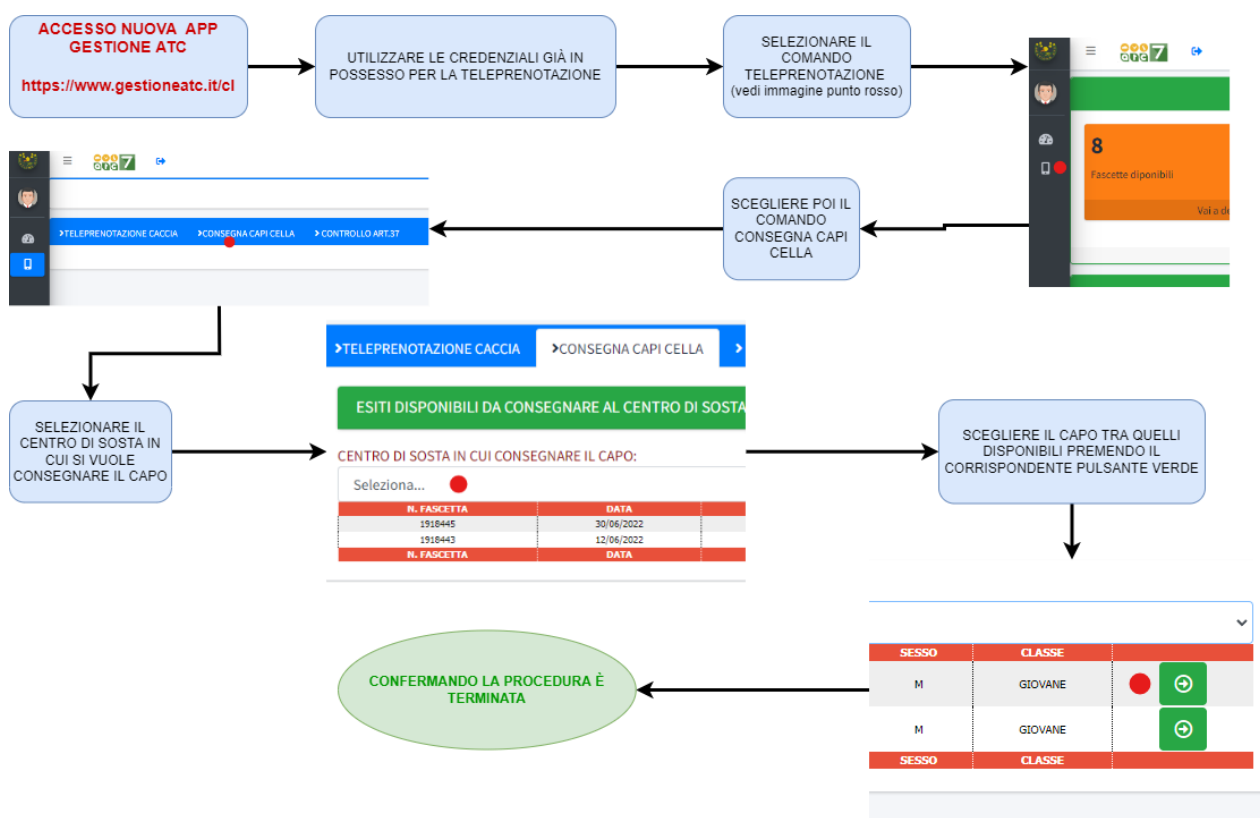 ACCESSO NUOVA APP
GESTIONE ATC
https://www.gestioneatc.it/cl
UTILIZZARE LE CREDENZIALI GIÀ IN
POSSESSO PER LA TELEPRENOTAZIONE
SELEZIONARE IL
COMANDO
TELEPRENOTAZIONE
(vedi immagine punto rosso)
atc 7
8
Fascette diponibili
Vai a de
atc 7
>TELEPRENOTAZIONE CACCIA >CONSEGNA CAPI CELLA > CONTROLLO ART.37
SCEGLIERE POI IL
COMANDO
CONSEGNA CAPI
CELLA
SELEZIONARE IL
CENTRO DI SOSTA IN
CUI SI VUOLE
CONSEGNARE IL CAPO
>TELEPRENOTAZIONE CACCIA >CONSEGNA CAPI CELLA >
ESITI DISPONIBILI DA CONSEGNARE AL CENTRO DI SOSTA
CENTRO DI SOSTA IN CUI CONSEGNARE IL CAPO:
Seleziona...
N. FASCETTA DATA
1918445 30/06/2022
1918443 12/06/2022
N. FASCETTA DATA
SCEGLIERE IL CAPO TRA QUELLI
DISPONIBILI PREMENDO IL
CORRISPONDENTE PULSANTE VERDE
SESSO CLASSE
M GIOVANE
M GIOVANE
SESSO CLASSE
CONFERMANDO LA PROCEDURA È
TERMINATA